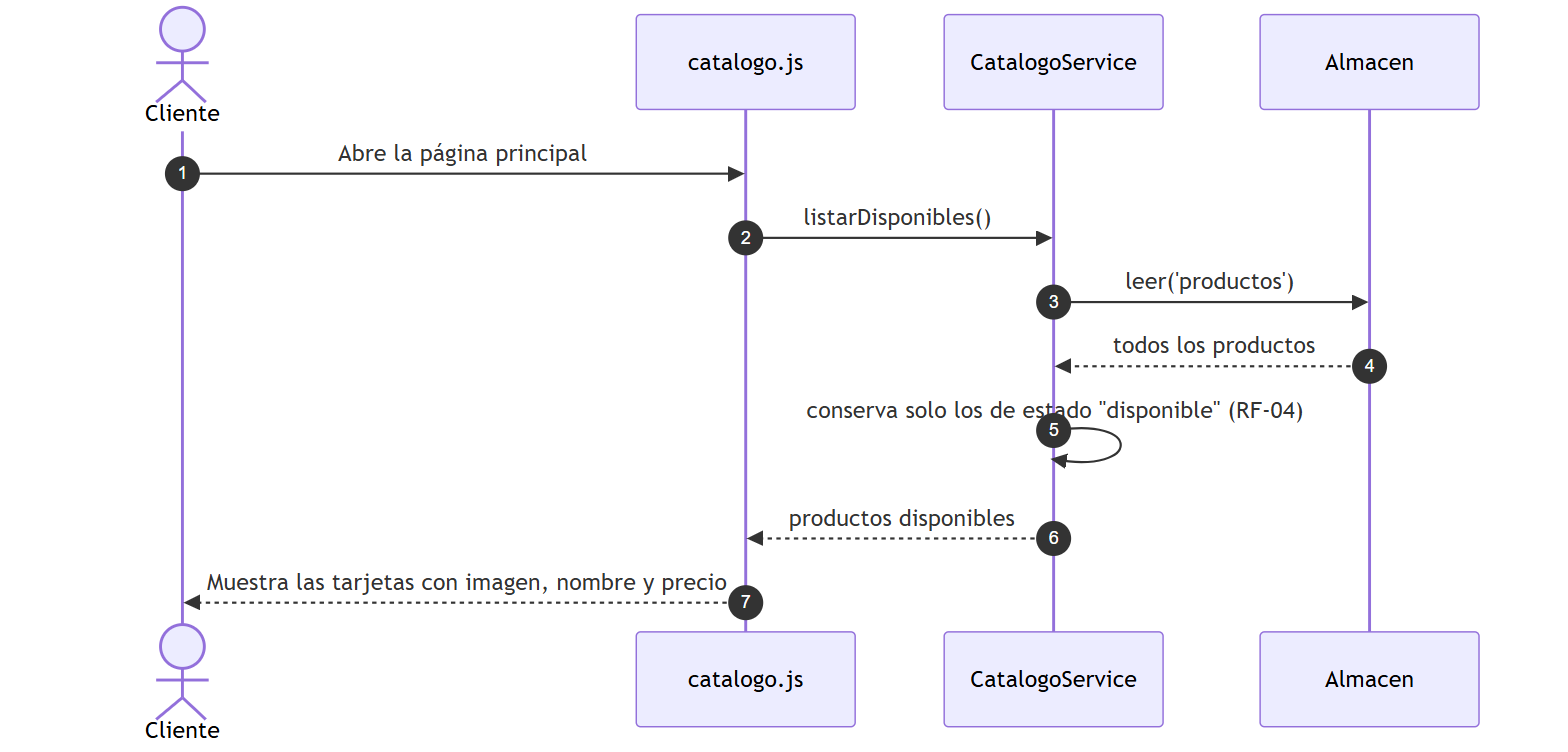 Cliente
catalogo.js
CatalogoService
Almacen
Abre la página principal
1
listarDisponibles()
2
leer('productos')
3
todos los productos
4
conserva solo los de estado "disponible" (RF-04)
5
productos disponibles
6
Muestra las tarjetas con imagen, nombre y precio
7
Cliente
catalogo.js
CatalogoService
Almacen